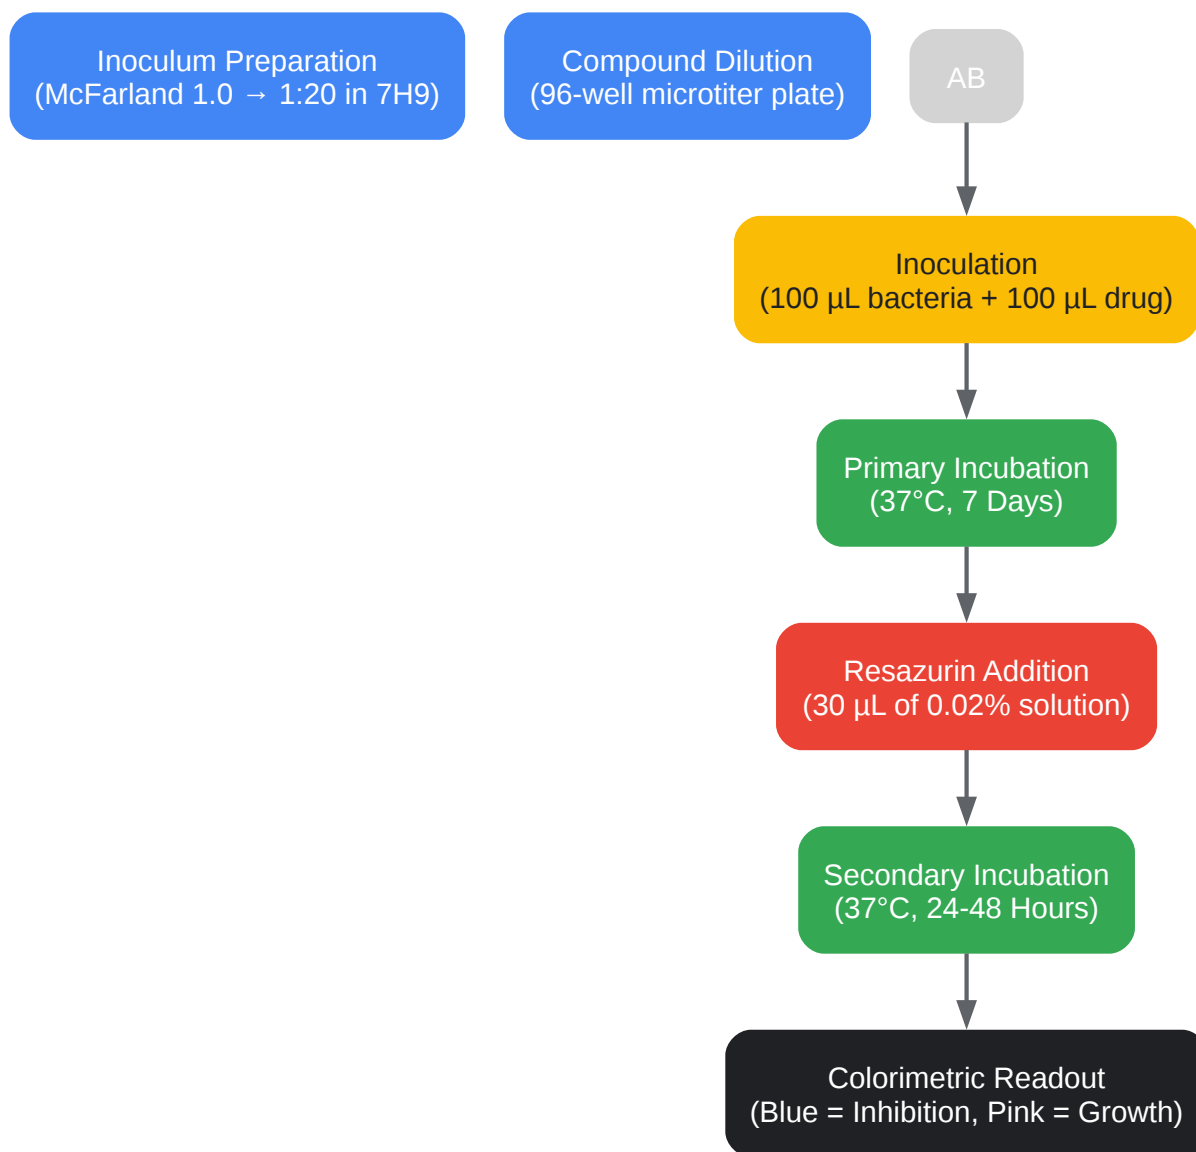 Inoculum Preparation
(McFarland 1.0 → 1:20 in 7H9)
Compound Dilution
(96-well microtiter plate)
AB
Inoculation
(100 µL bacteria + 100 µL drug)
Primary Incubation
(37°C, 7 Days)
Resazurin Addition
(30 µL of 0.02% solution)
Secondary Incubation
(37°C, 24-48 Hours)
Colorimetric Readout
(Blue = Inhibition, Pink = Growth)